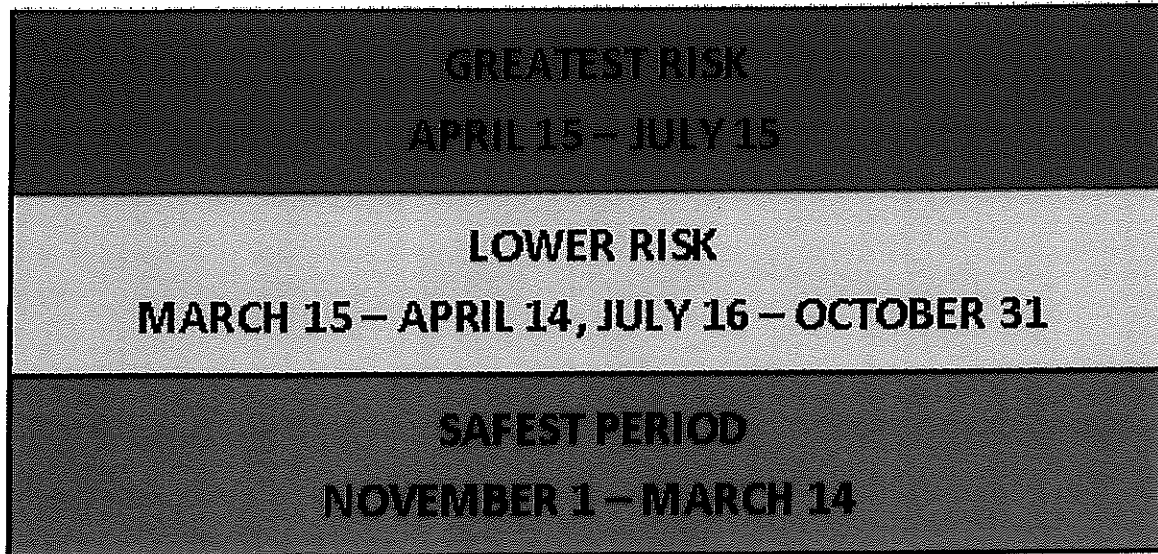 GREATEST RISK
APRIL 15 – JULY 15
LOWER RISK
MARCH 15 – APRIL 14, JULY 16 – OCTOBER 31
SAFEST PERIOD
NOVEMBER 1 – MARCH 14